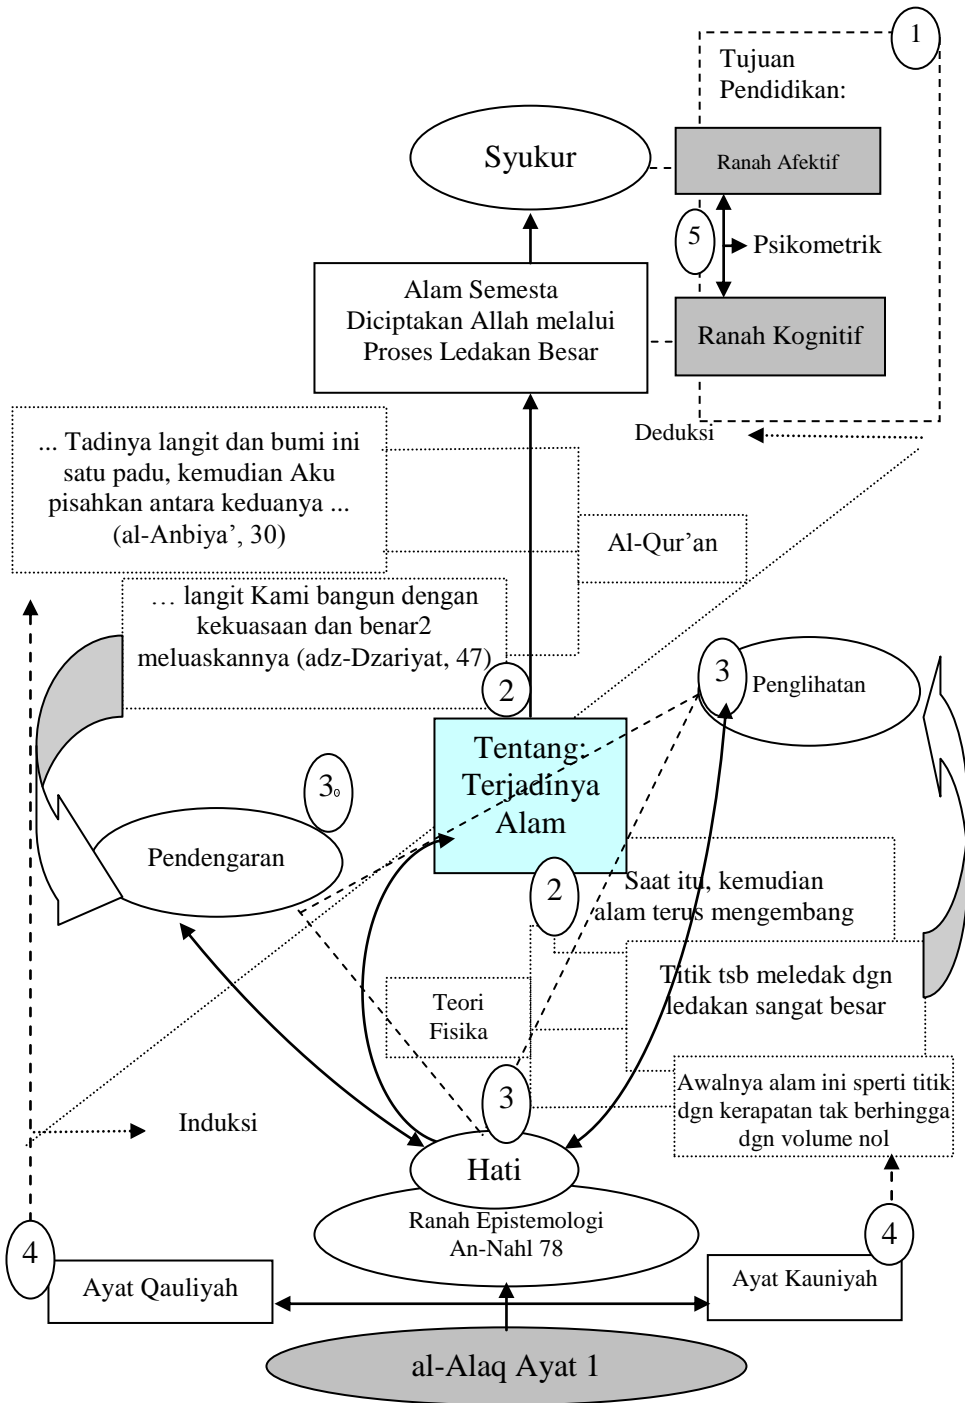 1
Tujuan
Pendidikan:
Syukur
Ranah Afektif
5
Psikometrik
Alam Semesta
Diciptakan Allah melalui
Proses Ledakan Besar
Ranah Kognitif
Deduksi
... Tadinya langit dan bumi ini
satu padu, kemudian Aku
pisahkan antara keduanya ...
(al-Anbiya’, 30)
Al-Qur’an
… langit Kami bangun dengan
kekuasaan dan benar2
meluaskannya (adz-Dzariyat, 47)
2
3
Penglihatan
Tentang:
Terjadinya
Alam
30
Pendengaran
2
Saat itu, kemudian
alam terus mengembang
Titik tsb meledak dgn
ledakan sangat besar
Teori
Fisika
Awalnya alam ini sperti titik
dgn kerapatan tak berhingga
dgn volume nol
3
Induksi
Hati
Ranah Epistemologi
An-Nahl 78
4
4
Ayat Qauliyah
Ayat Kauniyah
al-Alaq Ayat 1